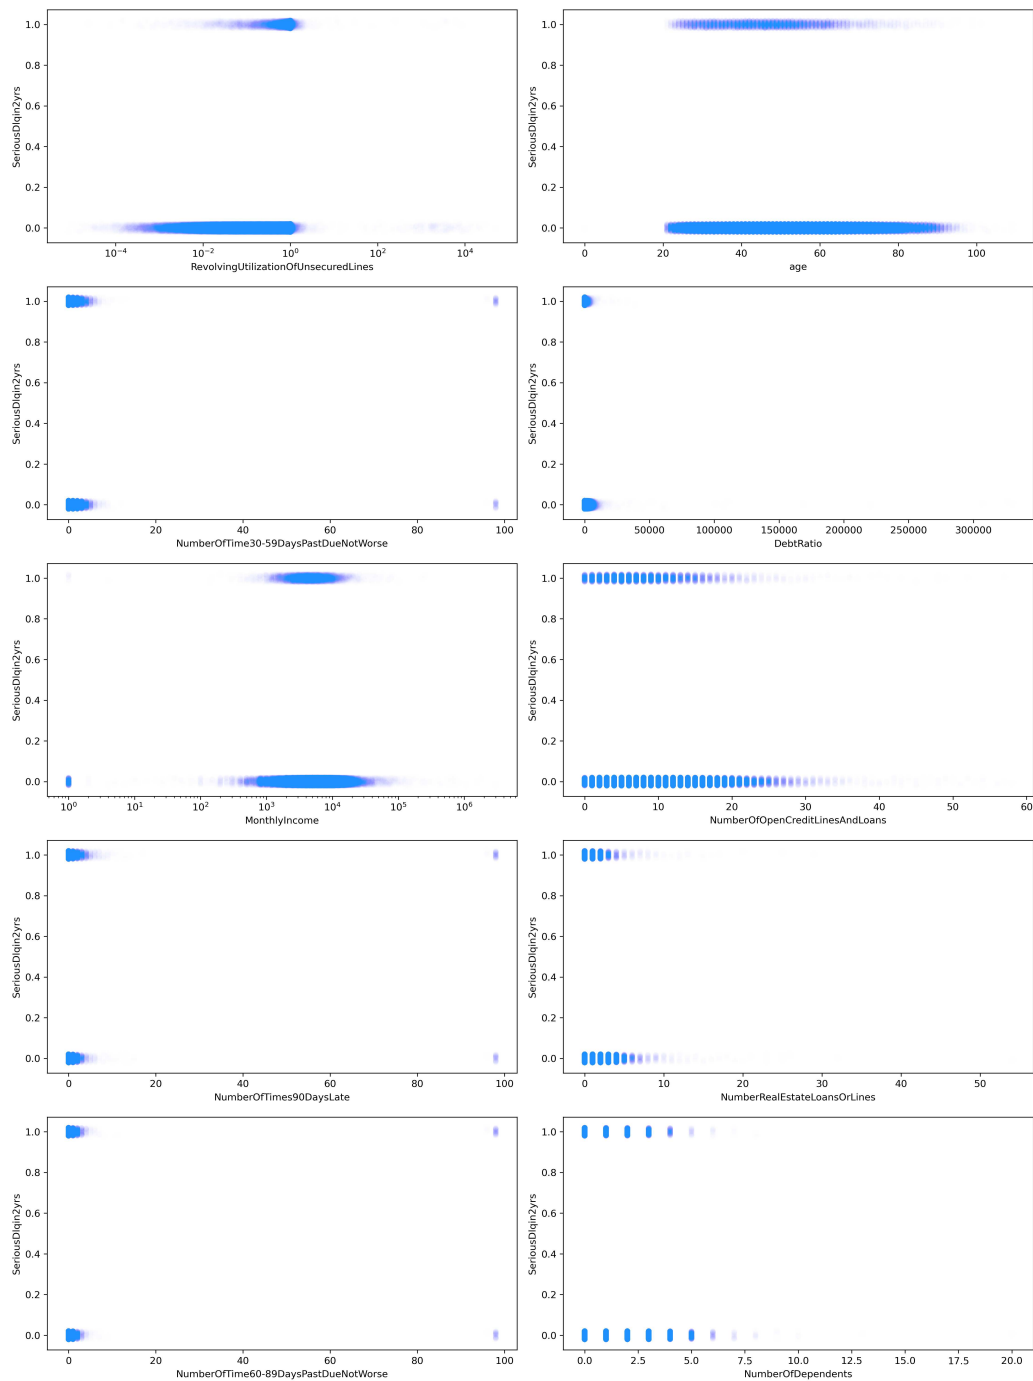 1.0
0.8
0.6
0.4
0.2
0.0
SeriousDlqin2yrs
10⁻⁴ 10⁻² 10⁰ 10² 10⁴
RevolvingUtilizationOfUnsecuredLines
1.0
0.8
0.6
0.4
0.2
0.0
SeriousDlqin2yrs
0 20 40 60 80 100
age
1.0
0.8
0.6
0.4
0.2
0.0
SeriousDlqin2yrs
0 20 40 60 80 100
NumberOfTime30-59DaysPastDueNotWorse
1.0
0.8
0.6
0.4
0.2
0.0
SeriousDlqin2yrs
0 50000 100000 150000 200000 250000 300000
DebtRatio
1.0
0.8
0.6
0.4
0.2
0.0
SeriousDlqin2yrs
10⁰ 10¹ 10² 10³ 10⁴ 10⁵ 10⁶
MonthlyIncome
1.0
0.8
0.6
0.4
0.2
0.0
SeriousDlqin2yrs
0 10 20 30 40 50 60
NumberOfOpenCreditLinesAndLoans
1.0
0.8
0.6
0.4
0.2
0.0
SeriousDlqin2yrs
0 20 40 60 80 100
NumberOfTimes90DaysLate
1.0
0.8
0.6
0.4
0.2
0.0
SeriousDlqin2yrs
0 10 20 30 40 50
NumberRealEstateLoansOrLines
1.0
0.8
0.6
0.4
0.2
0.0
SeriousDlqin2yrs
0 20 40 60 80 100
NumberOfTime60-89DaysPastDueNotWorse
1.0
0.8
0.6
0.4
0.2
0.0
SeriousDlqin2yrs
0.0 2.5 5.0 7.5 10.0 12.5 15.0 17.5 20.0
NumberOfDependents